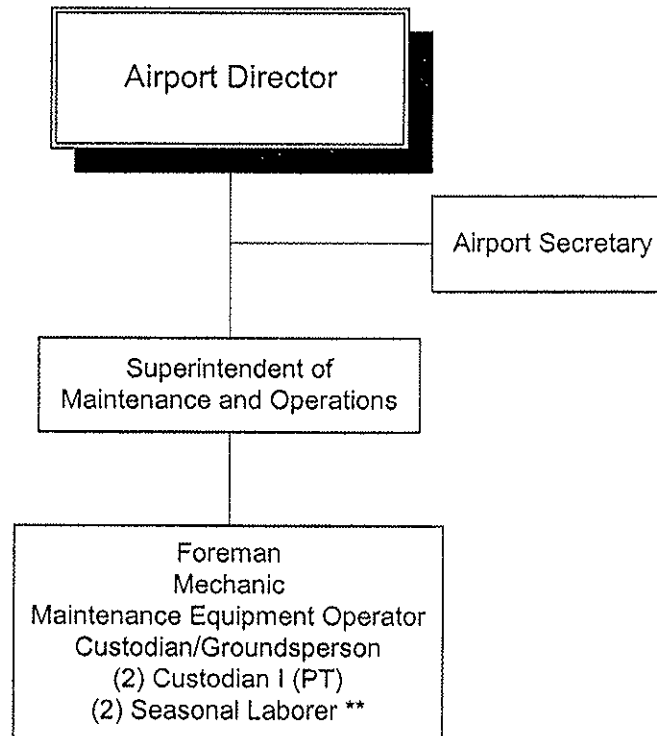 Airport Director
Airport Secretary
Superintendent of
Maintenance and Operations
Foreman
Mechanic
Maintenance Equipment Operator
Custodian/Groundsperson
(2) Custodian I (PT)
(2) Seasonal Laborer **